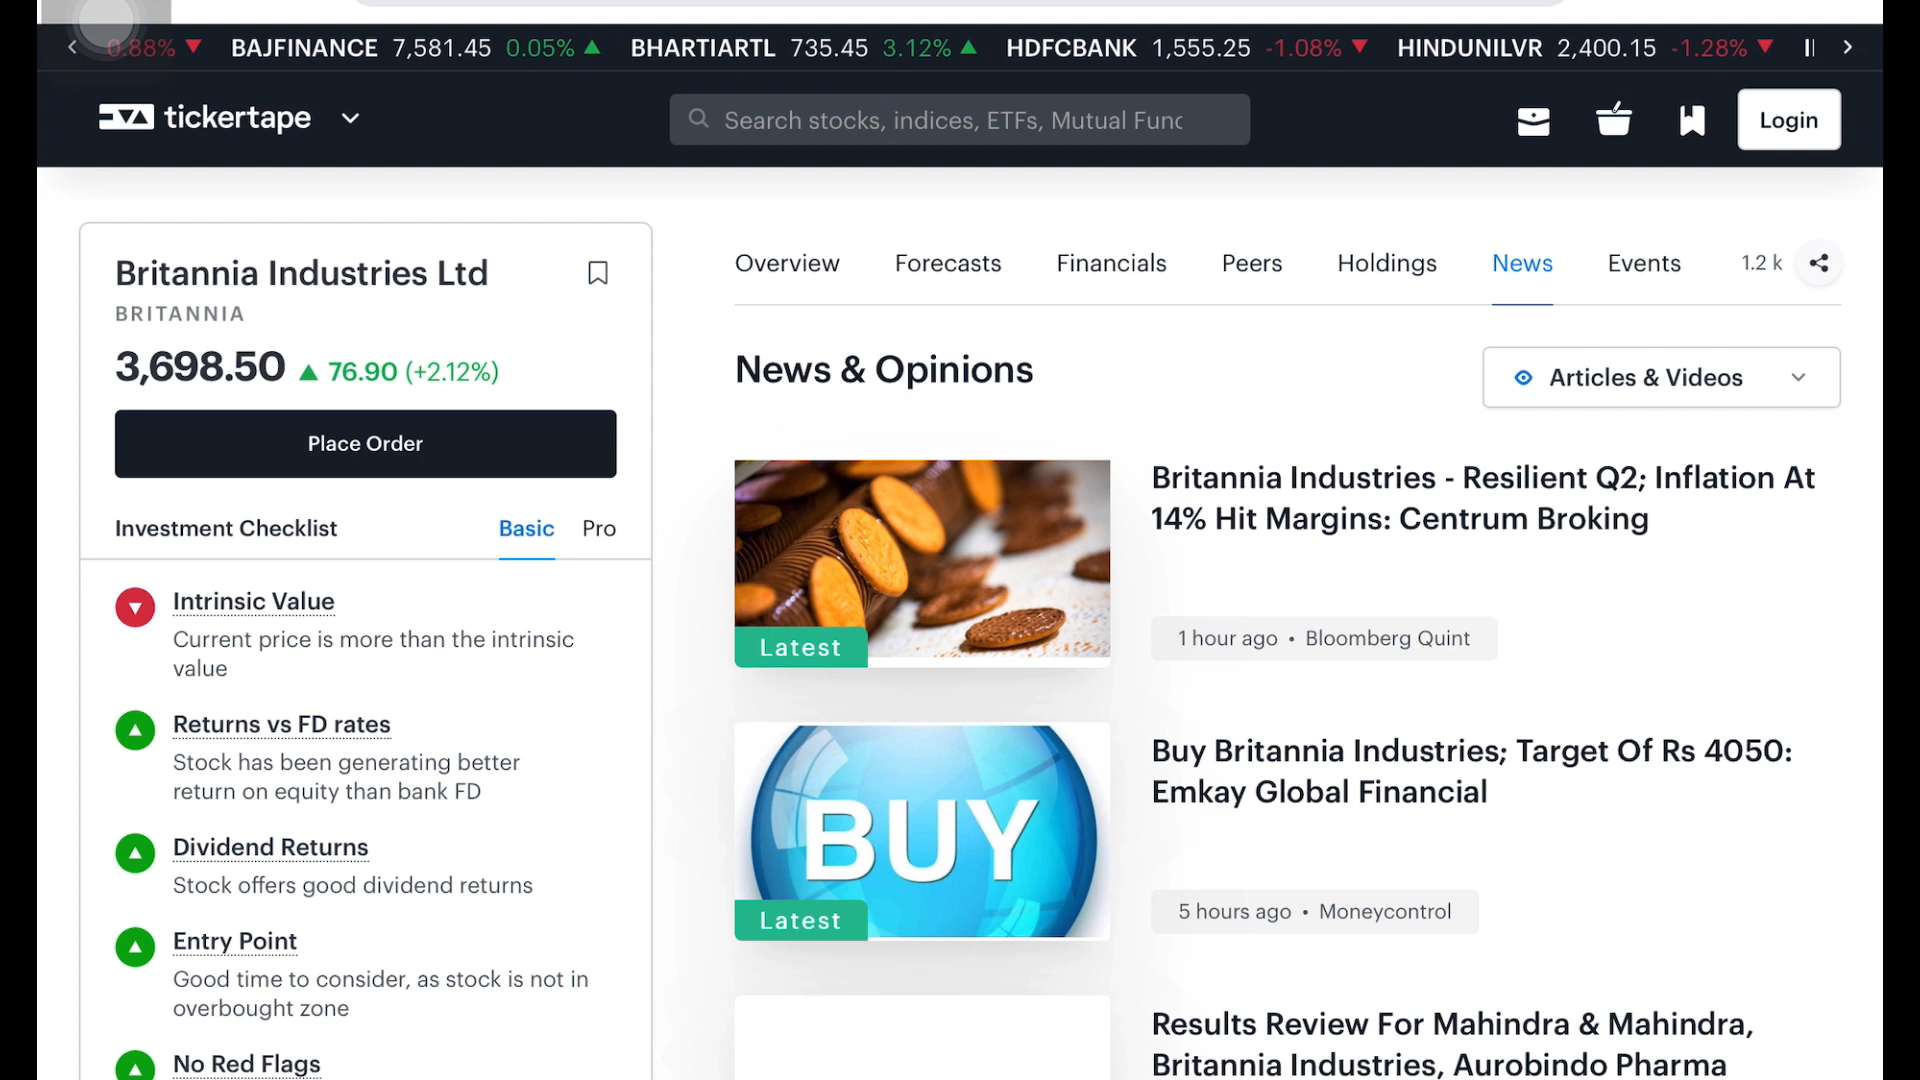 0.88% ▼ BAJFINANCE 7,581.45 0.05% ▲ BHARTIARTL 735.45 3.12% ▲ HDFCBANK 1,555.25 -1.08% ▼ HINDUNILVR 2,400.15 -1.28% ▼
tickertape
Search stocks, indices, ETFs, Mutual Func
Login
Britannia Industries Ltd
BRITANNIA
3,698.50 ▲ 76.90 (+2.12%)
Place Order
Investment Checklist Basic Pro
Intrinsic Value
Current price is more than the intrinsic
value
Returns vs FD rates
Stock has been generating better
return on equity than bank FD
Dividend Returns
Stock offers good dividend returns
Entry Point
Good time to consider, as stock is not in
overbought zone
No Red Flags
Overview Forecasts Financials Peers Holdings News Events 1.2 k
News & Opinions
Articles & Videos
Britannia Industries - Resilient Q2; Inflation At
14% Hit Margins: Centrum Broking
Latest
1 hour ago • Bloomberg Quint
Buy Britannia Industries; Target Of Rs 4050:
Emkay Global Financial
BUY
Latest
5 hours ago • Moneycontrol
Results Review For Mahindra & Mahindra,
Britannia Industries, Aurobindo Pharma